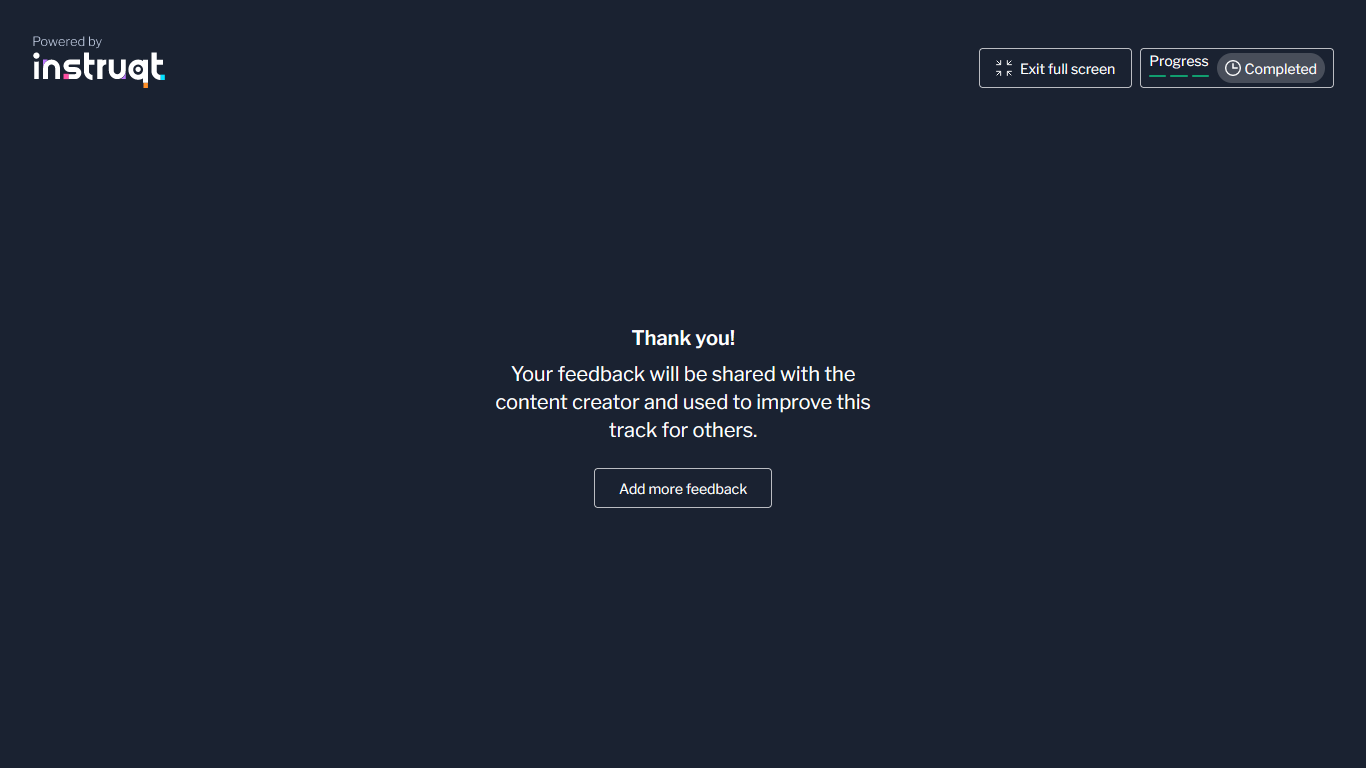 Powered by
instruqt
Exit full screen
Progress
Completed
Thank you!
Your feedback will be shared with the
content creator and used to improve this
track for others.
Add more feedback